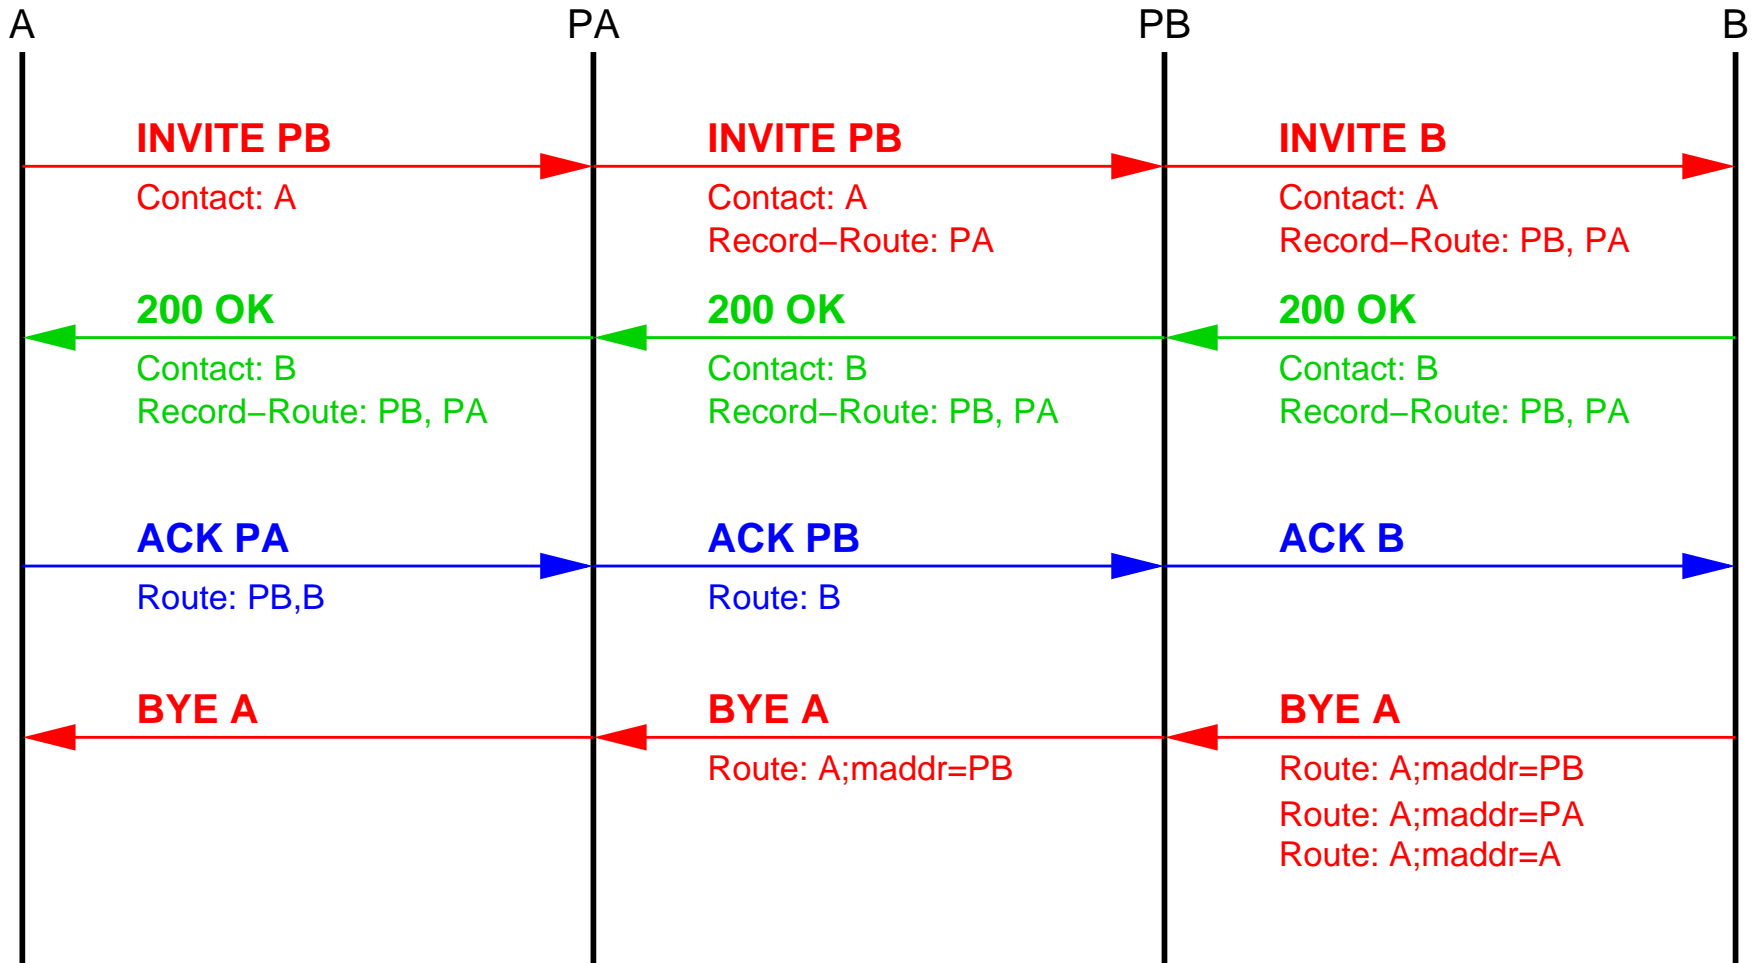 A PA PB B
INVITE PB INVITE PB INVITE B
Contact: A Contact: A Contact: A
Record−Route: PA Record−Route: PB, PA
200 OK 200 OK 200 OK
Contact: B Contact: B Contact: B
Record−Route: PB, PA Record−Route: PB, PA Record−Route: PB, PA
ACK PA ACK PB ACK B
Route: PB,B Route: B
BYE A BYE A BYE A
Route: A;maddr=PB Route: A;maddr=PB
Route: A;maddr=PA
Route: A;maddr=A